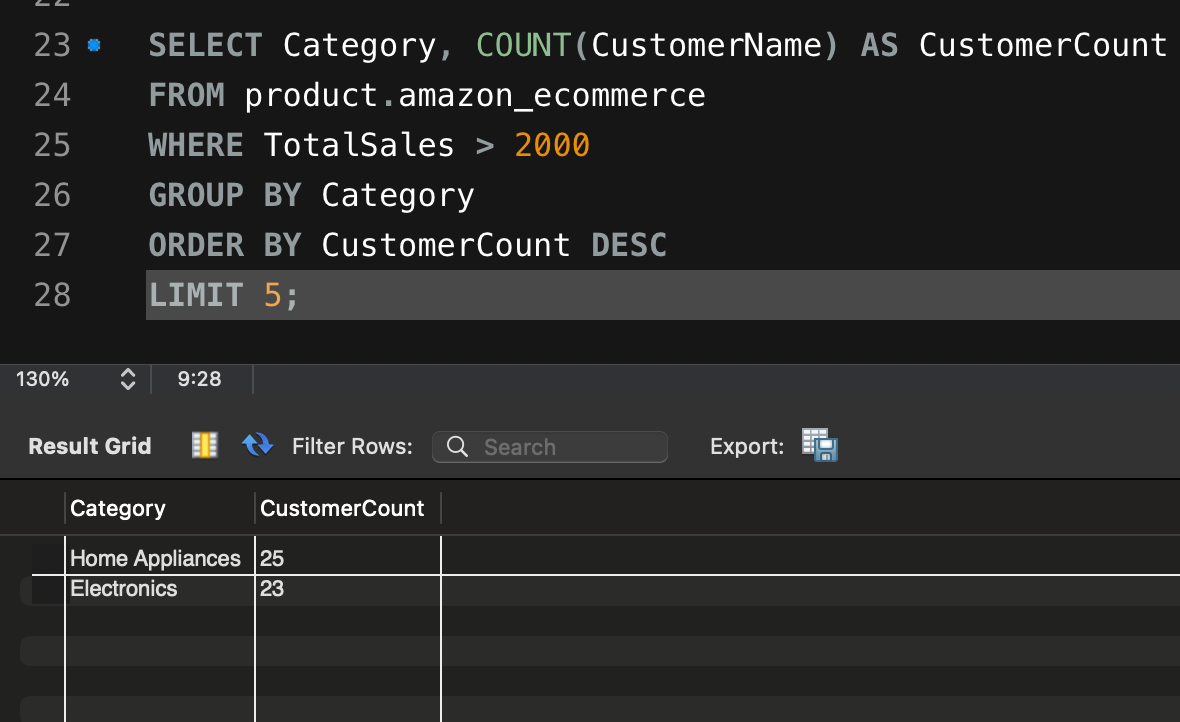 22
23 SELECT Category, COUNT(CustomerName) AS CustomerCount
24 FROM product.amazon_ecommerce
25 WHERE TotalSales > 2000
26 GROUP BY Category
27 ORDER BY CustomerCount DESC
28 LIMIT 5;
130% 9:28
Result Grid Filter Rows: Search Export:
Category CustomerCount
Home Appliances 25
Electronics 23